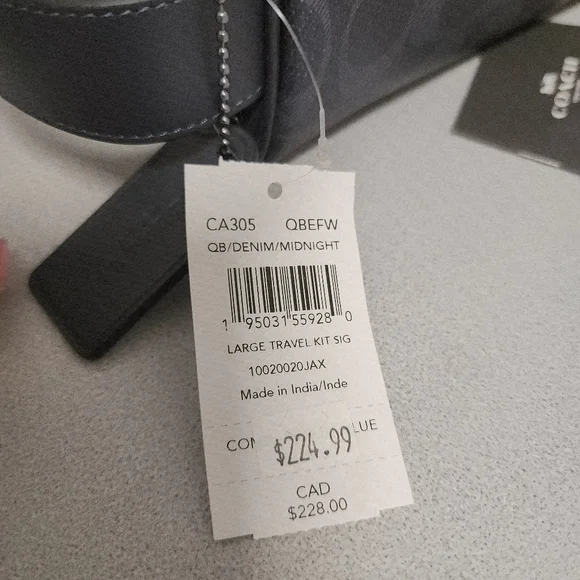 COACH
CA305 QBEFW
QB/DENIM/MIDNIGHT
1 95031 55928 0
LARGE TRAVEL KIT SIG
10020020JAX
Made in India/Inde
$224.99
CAD
$228.00